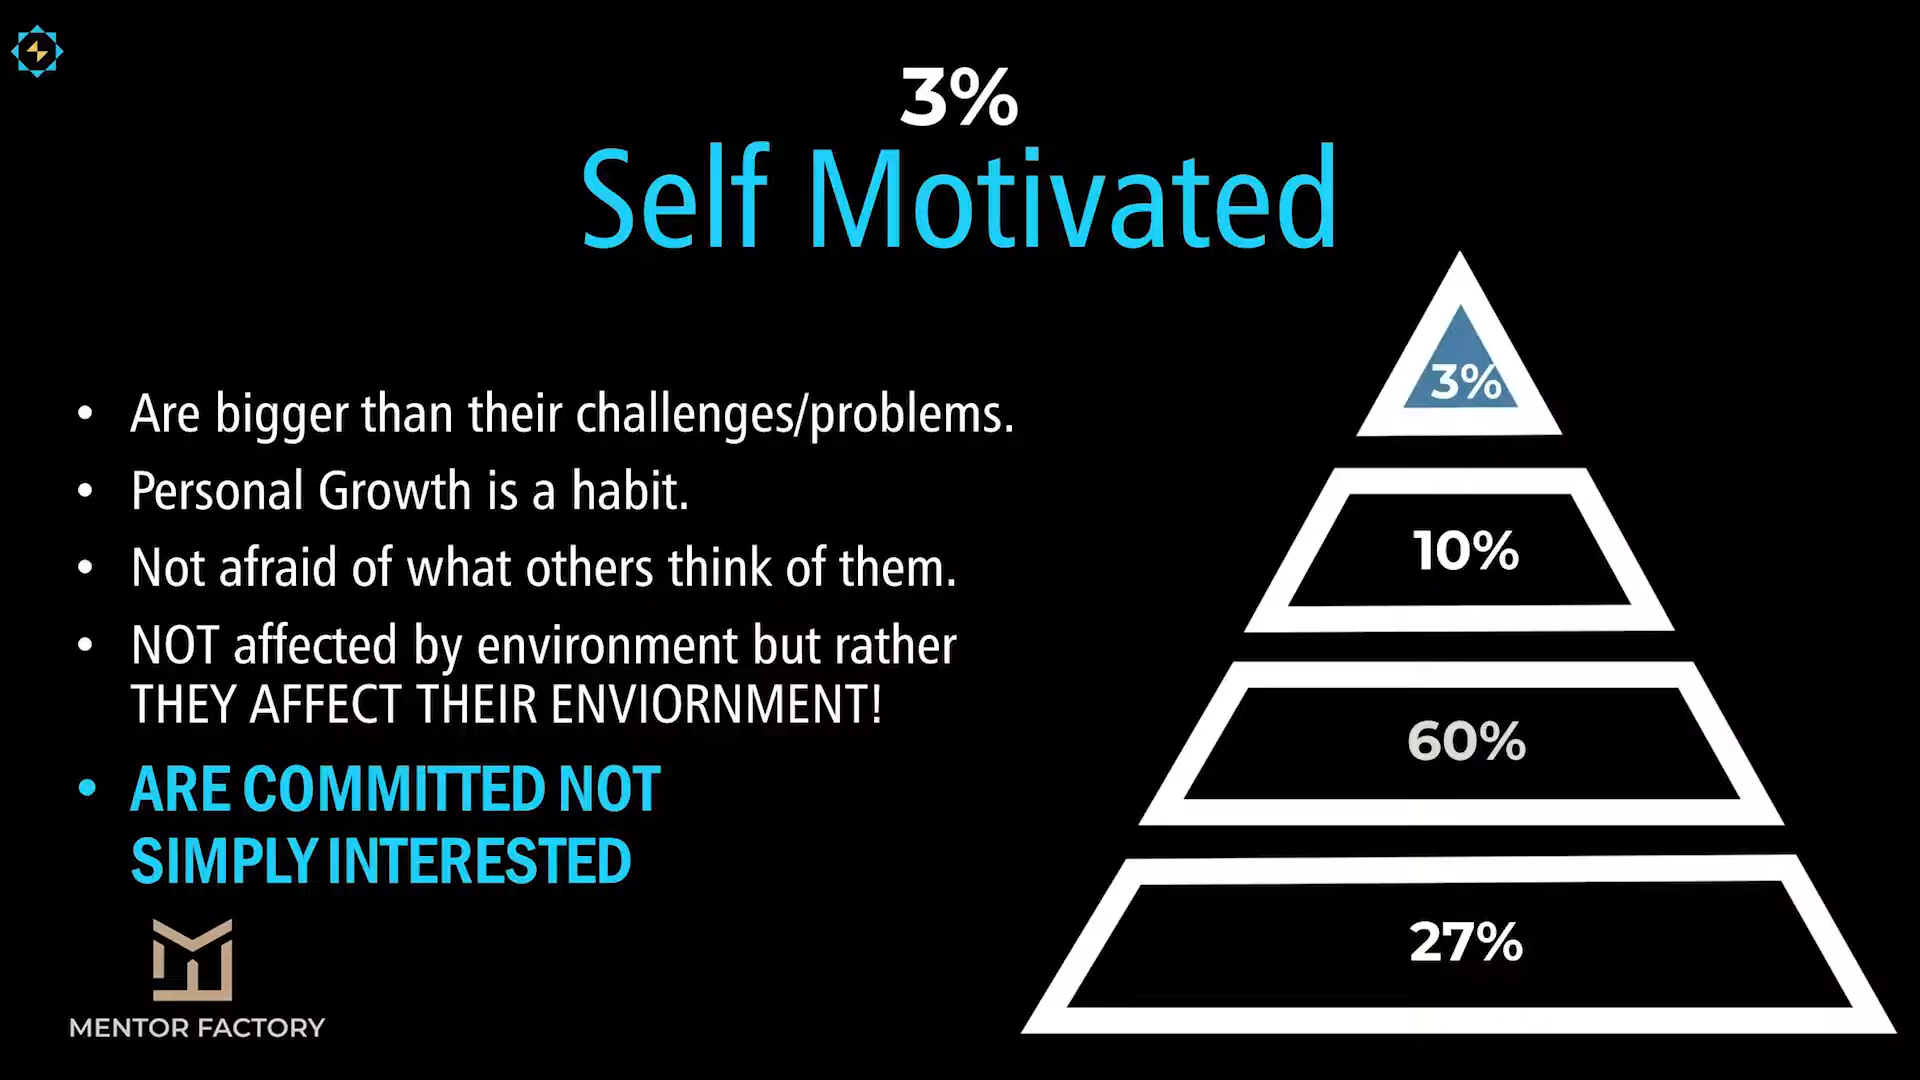 3%
Self Motivated
• Are bigger than their challenges/problems.
• Personal Growth is a habit.
• Not afraid of what others think of them.
• NOT affected by environment but rather
THEY AFFECT THEIR ENVIORNMENT!
• ARE COMMITTED NOT
SIMPLY INTERESTED
MENTOR FACTORY
3%
10%
60%
27%